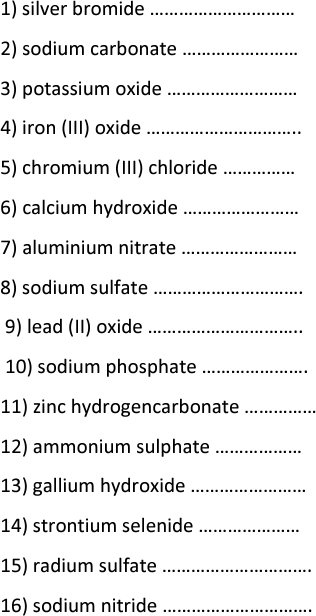 1) silver bromide …………………………
2) sodium carbonate ……………………
3) potassium oxide ………………………
4) iron (III) oxide …………………………..
5) chromium (III) chloride ……………
6) calcium hydroxide ……………………
7) aluminium nitrate ……………………
8) sodium sulfate ………………………….
9) lead (II) oxide …………………………..
10) sodium phosphate ………………….
11) zinc hydrogencarbonate ……………
12) ammonium sulphate ………………
13) gallium hydroxide ……………………
14) strontium selenide …………………
15) radium sulfate ………………………….
16) sodium nitride ………………………….